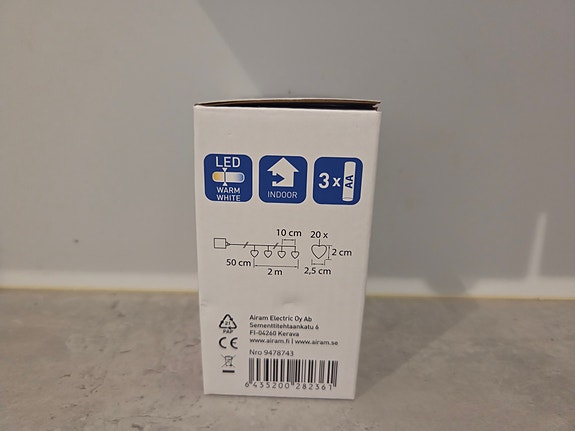 LED
WARM
WHITE
INDOOR
3 x AA
10 cm
20 x
2 cm
50 cm
2 m
2,5 cm
21
PAP
Airam Electric Oy Ab
Sementtitehtaankatu 6
FI-04260 Kerava
www.airam.fi | www.airam.se
CE
Nro 9478743
6 435200 282361